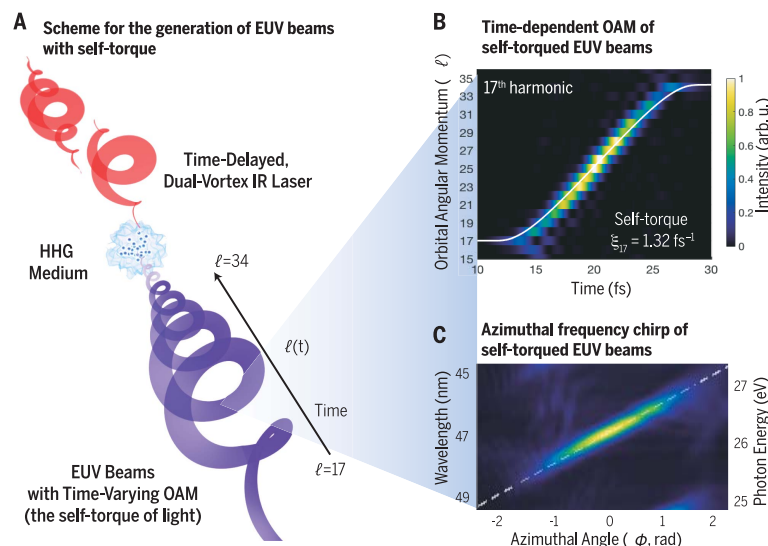 A
Scheme for the generation of EUV beams
with self-torque
Time-Delayed,
Dual-Vortex IR Laser
HHG
Medium
ℓ=34
ℓ(t)
Time
ℓ=17
EUV Beams
with Time-Varying OAM
(the self-torque of light)
B
Time-dependent OAM of
self-torqued EUV beams
Orbital Angular Momentum ( ℓ)
35
33
31
29
27
25
23
21
19
17
15
17th harmonic
Self-torque
ξ17 = 1.32 fs⁻¹
10
15
20
25
30
Time (fs)
1
0.8
0.6
0.4
0.2
0
Intensity (arb. u.)
C
Azimuthal frequency chirp of
self-torqued EUV beams
Wavelength (nm)
45
47
49
27
26
25
Photon Energy (eV)
-2
-1
0
1
2
Azimuthal Angle ( ϕ, rad)